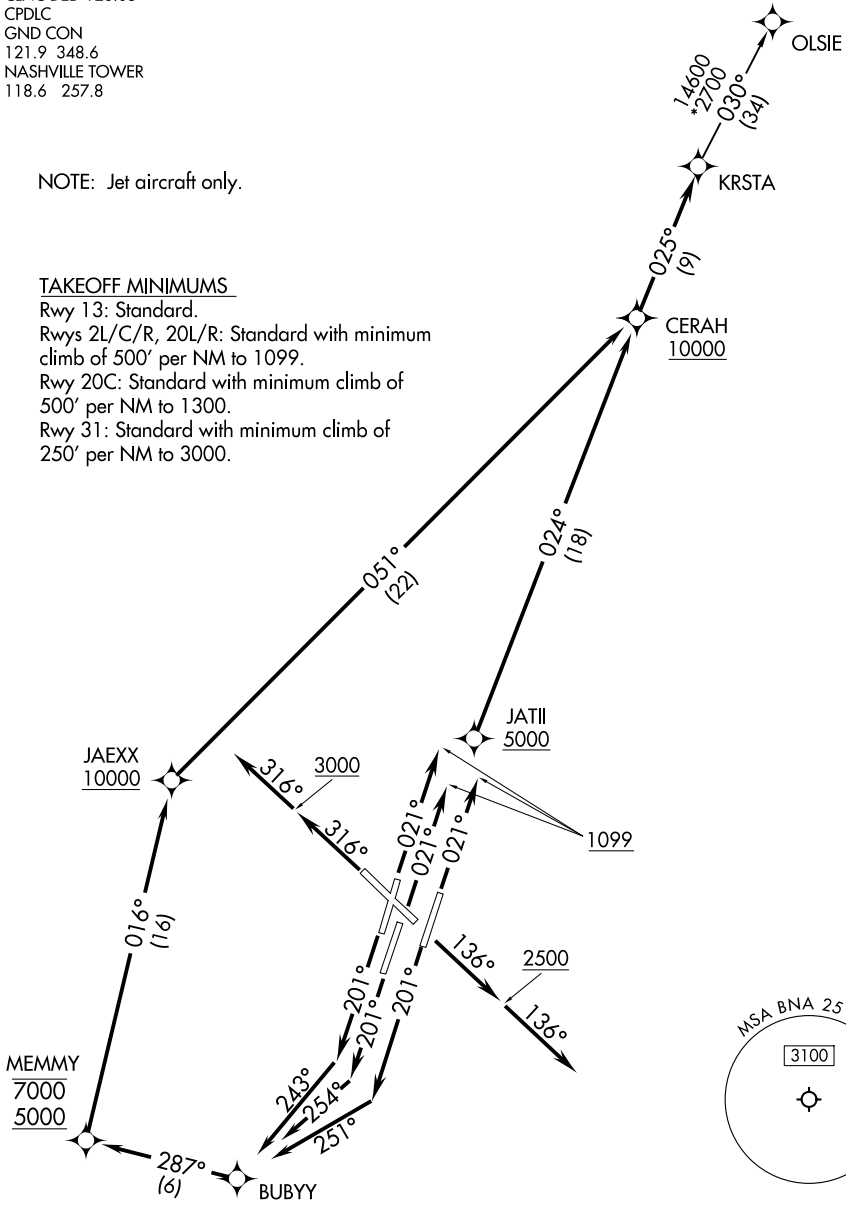 CPDLC
GND CON
121.9 348.6
NASHVILLE TOWER
118.6 257.8
NOTE: Jet aircraft only.
TAKEOFF MINIMUMS
Rwy 13: Standard.
Rwys 2L/C/R, 20L/R: Standard with minimum
climb of 500' per NM to 1099.
Rwy 20C: Standard with minimum climb of
500' per NM to 1300.
Rwy 31: Standard with minimum climb of
250' per NM to 3000.
OLSIE
14600
*2700
030°
(34)
KRSTA
025°
(9)
CERAH
10000
051°
(22)
024°
(18)
JATII
5000
JAEXX
10000
316°
3000
316°
021°
021°
021°
1099
016°
(16)
136°
2500
136°
201°
201°
201°
243°
254°
251°
MEMMY
7000
5000
287°
(6)
BUBYY
MSA BNA 25
3100